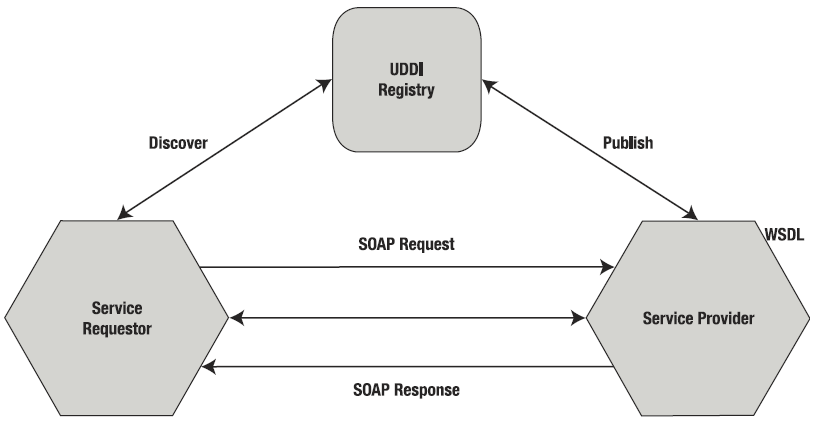 UDDI
Registry
Discover
Publish
SOAP Request
WSDL
Service
Requestor
Service Provider
SOAP Response